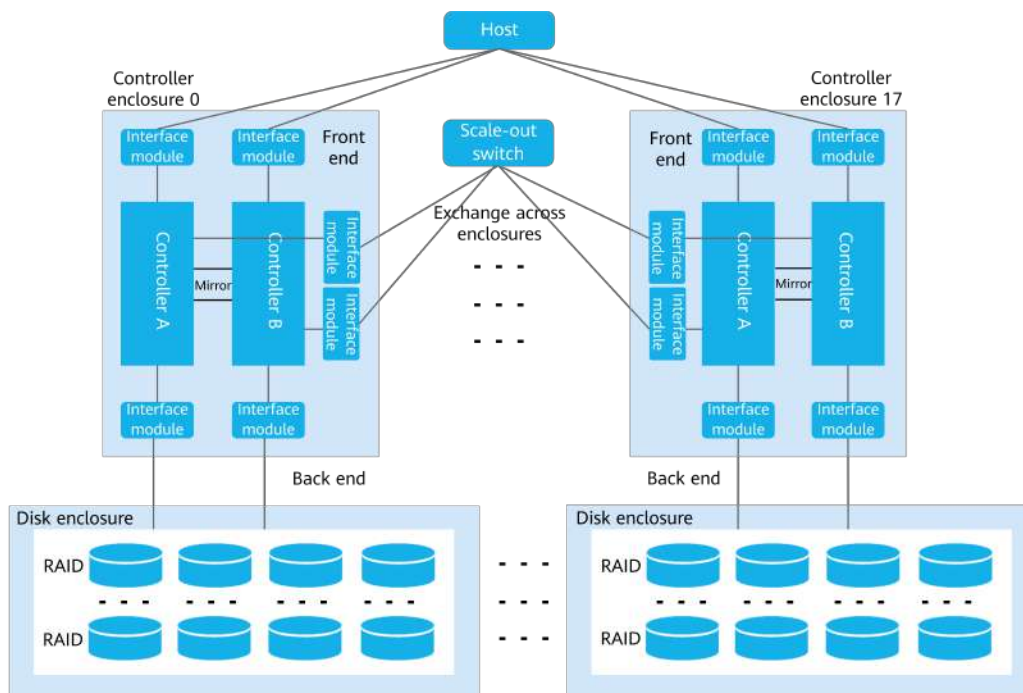 Host
Controller
enclosure 0
Controller
enclosure 17
Interface
module
Interface
module
Front
end
Scale-out
switch
Front
end
Interface
module
Interface
module
Exchange across
enclosures
Controller A
Mirror
Controller B
Interface
module
Interface
module
- - -
- - -
- - -
Interface
module
Interface
module
Controller A
Mirror
Controller B
Interface
module
Interface
module
Interface
module
Interface
module
Back end
Back end
Disk enclosure
RAID
- - - - - - - - - - - -
RAID
- - -
- - -
- - -
Disk enclosure
RAID
- - - - - - - - - - - -
RAID